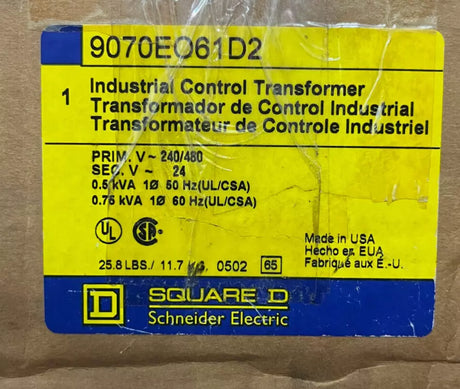 9070EO61D2
1 Industrial Control Transformer
Transformador de Control Industrial
Transformateur de Controle Industriel
PRIM. V~ 240/480
SEC. V ~ 24
0.5 kVA 1Ø 50 Hz(UL/CSA)
0.75 kVA 1Ø 60 Hz(UL/CSA)
UL SA
Made in USA
Hecho en EUA
Fabriqué aux É.-U.
25.8 LBS./ 11.7 0502 65
D SQUARE D
Schneider Electric